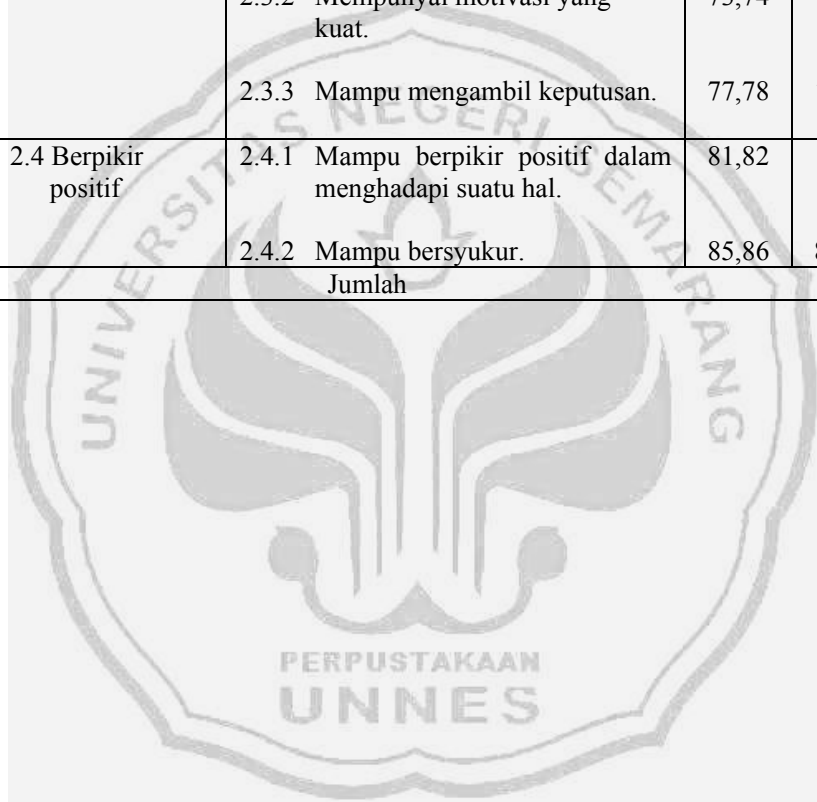 kuat.
2.3.3 Mampu mengambil keputusan. 77,78
2.4 Berpikir 2.4.1 Mampu berpikir positif dalam 81,82
positif menghadapi suatu hal.
2.4.2 Mampu bersyukur. 85,86
Jumlah
UNIVERSITAS NEGERI SEMARANG
PERPUSTAKAAN
UNNES